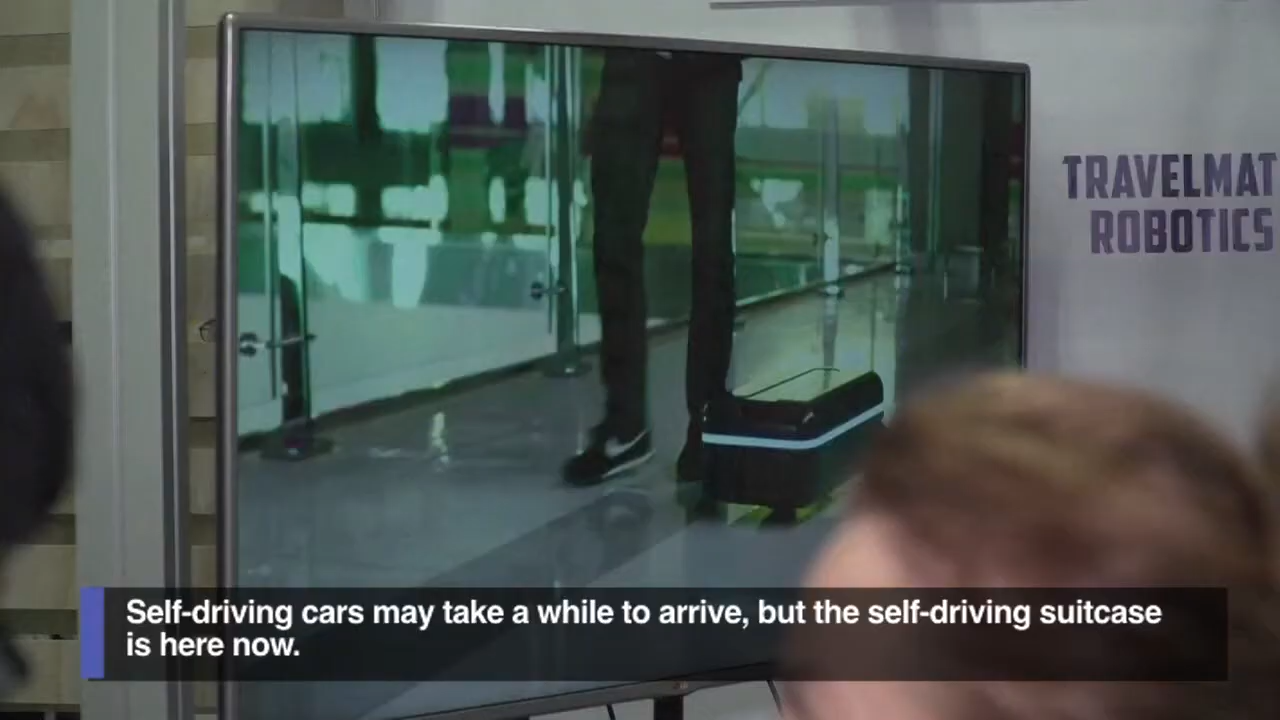 TRAVELMAT
ROBOTICS
Self-driving cars may take a while to arrive, but the self-driving suitcase
is here now.